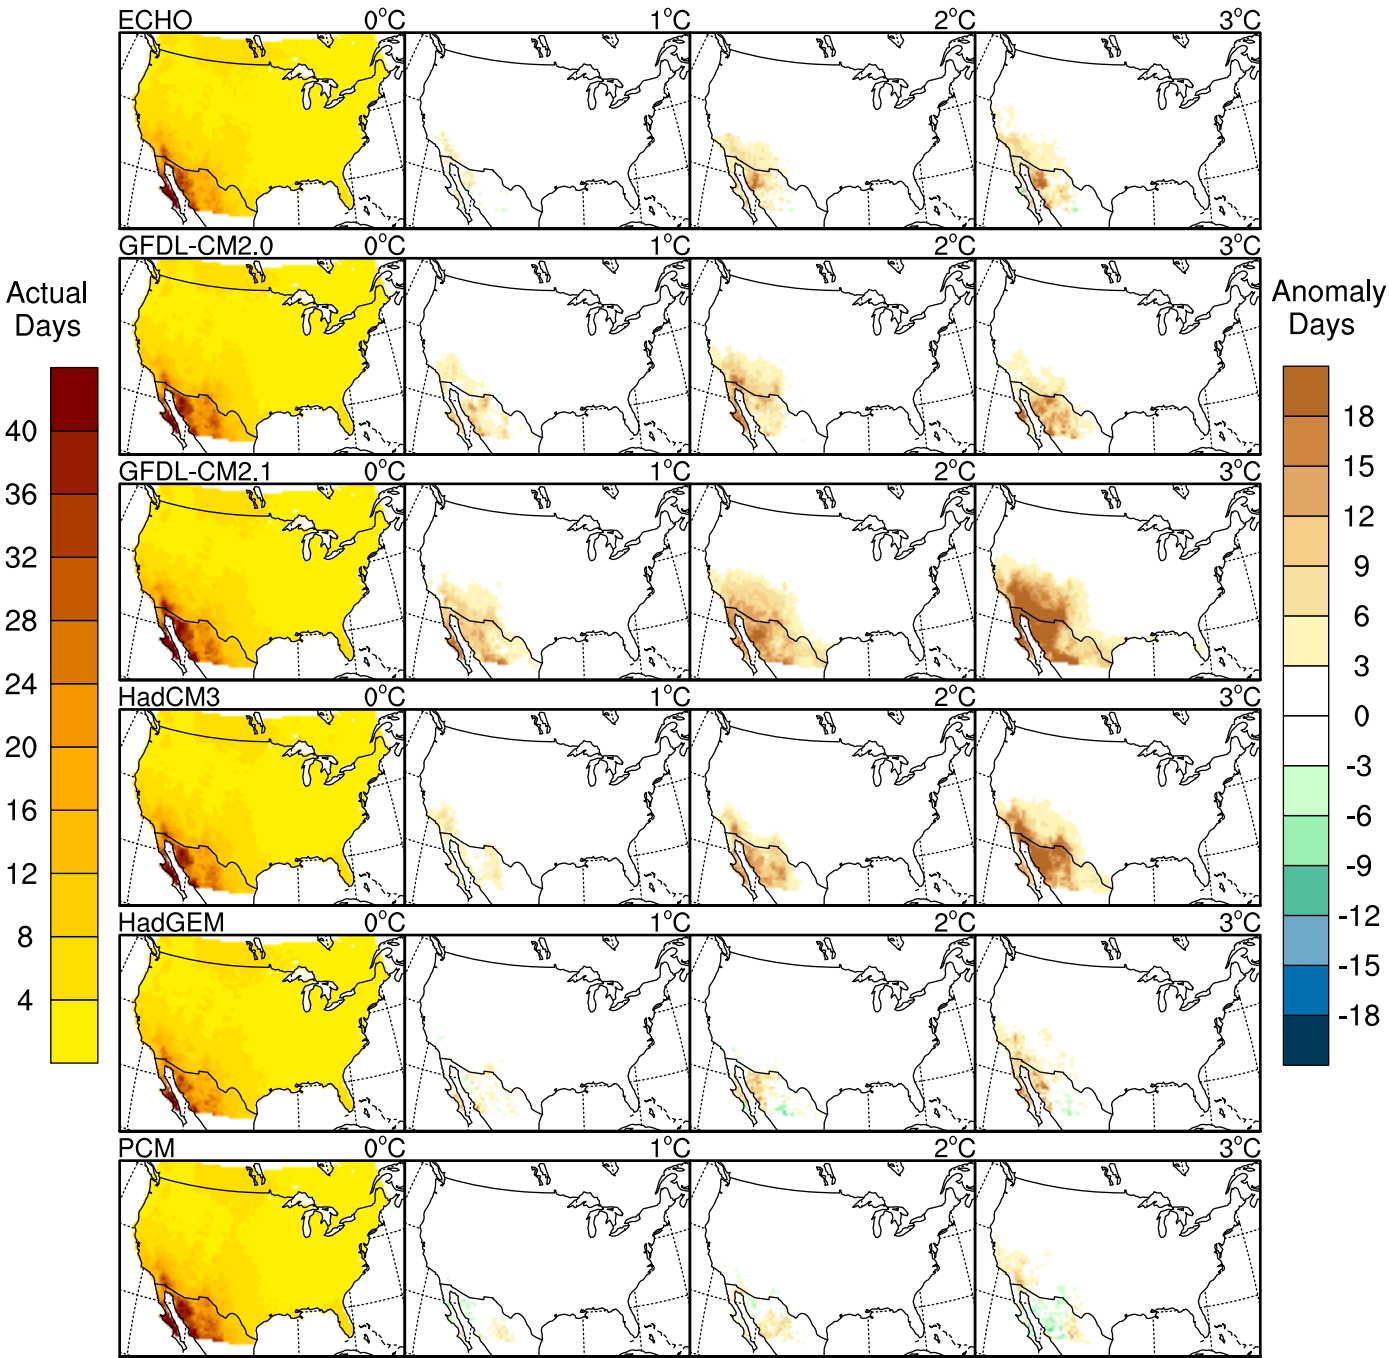 ECHO 0°C 1°C 2°C 3°C
GFDL-CM2.0 0°C 1°C 2°C 3°C
Actual
Days
40
36
32
28
24
20
16
12
8
4
Anomaly
Days
18
15
12
9
6
3
0
-3
-6
-9
-12
-15
-18
GFDL-CM2.1 0°C 1°C 2°C 3°C
HadCM3 0°C 1°C 2°C 3°C
HadGEM 0°C 1°C 2°C 3°C
PCM 0°C 1°C 2°C 3°C